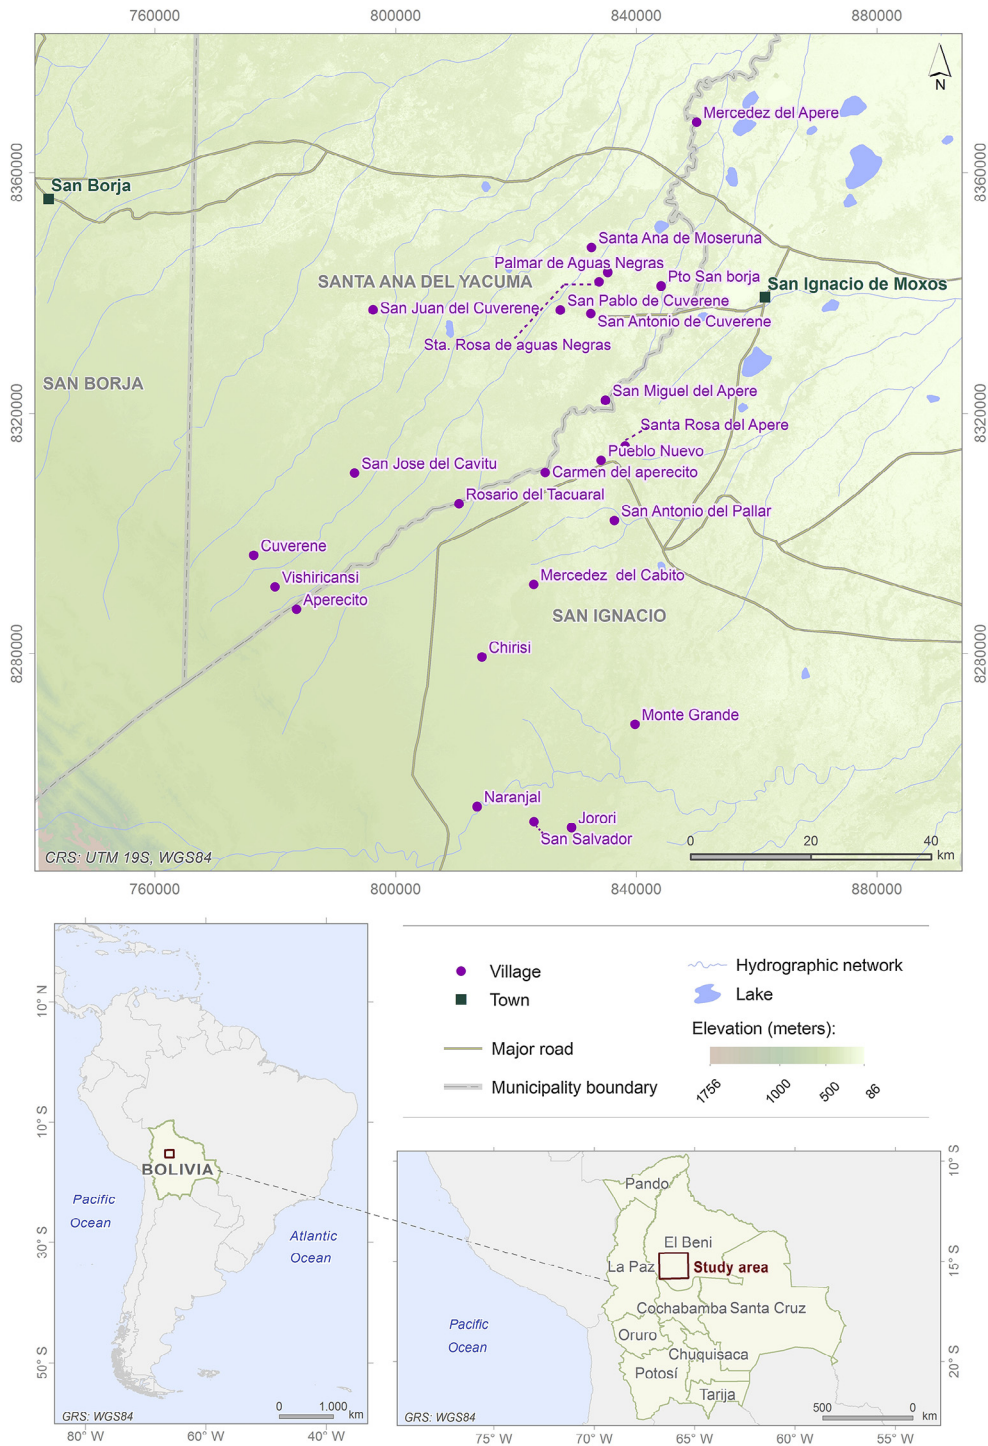 760000 800000 840000 880000
N
Mercedez del Apere
8360000 8360000
San Borja
Santa Ana de Moseruna
Palmar de Aguas Negras
SANTA ANA DEL YACUMA
Pto San borja
San Ignacio de Moxos
San Juan del Cuverene
San Pablo de Cuverene
San Antonio de Cuverene
Sta. Rosa de aguas Negras
SAN BORJA
San Miguel del Apere
8320000 8320000
Santa Rosa del Apere
Pueblo Nuevo
San Jose del Cavitu
Carmen del aperecito
Rosario del Tacuaral
San Antonio del Pallar
Cuverene
Vishiricansi
Mercedez del Cabito
Aperecito
SAN IGNACIO
8280000 8280000
Chirisi
Monte Grande
Naranjal
Jorori
San Salvador
0 20 40
km
CRS: UTM 19S, WGS84
760000 800000 840000 880000
80° W 60° W 40° W
10° N
10° S
30° S
50° S
BOLIVIA
Pacific
Ocean
Atlantic
Ocean
0 1,000
km
GRS: WGS84
Village
Town
Major road
Municipality boundary
Hydrographic network
Lake
Elevation (meters):
1756 1000 500 86
10° S
15° S
20° S
Pando
El Beni
La Paz
Study area
Cochabamba
Santa Cruz
Oruro
Chuquisaca
Potosí
Tarija
Pacific
Ocean
500 0
km
GRS: WGS84
75° W 70° W 65° W 60° W 55° W